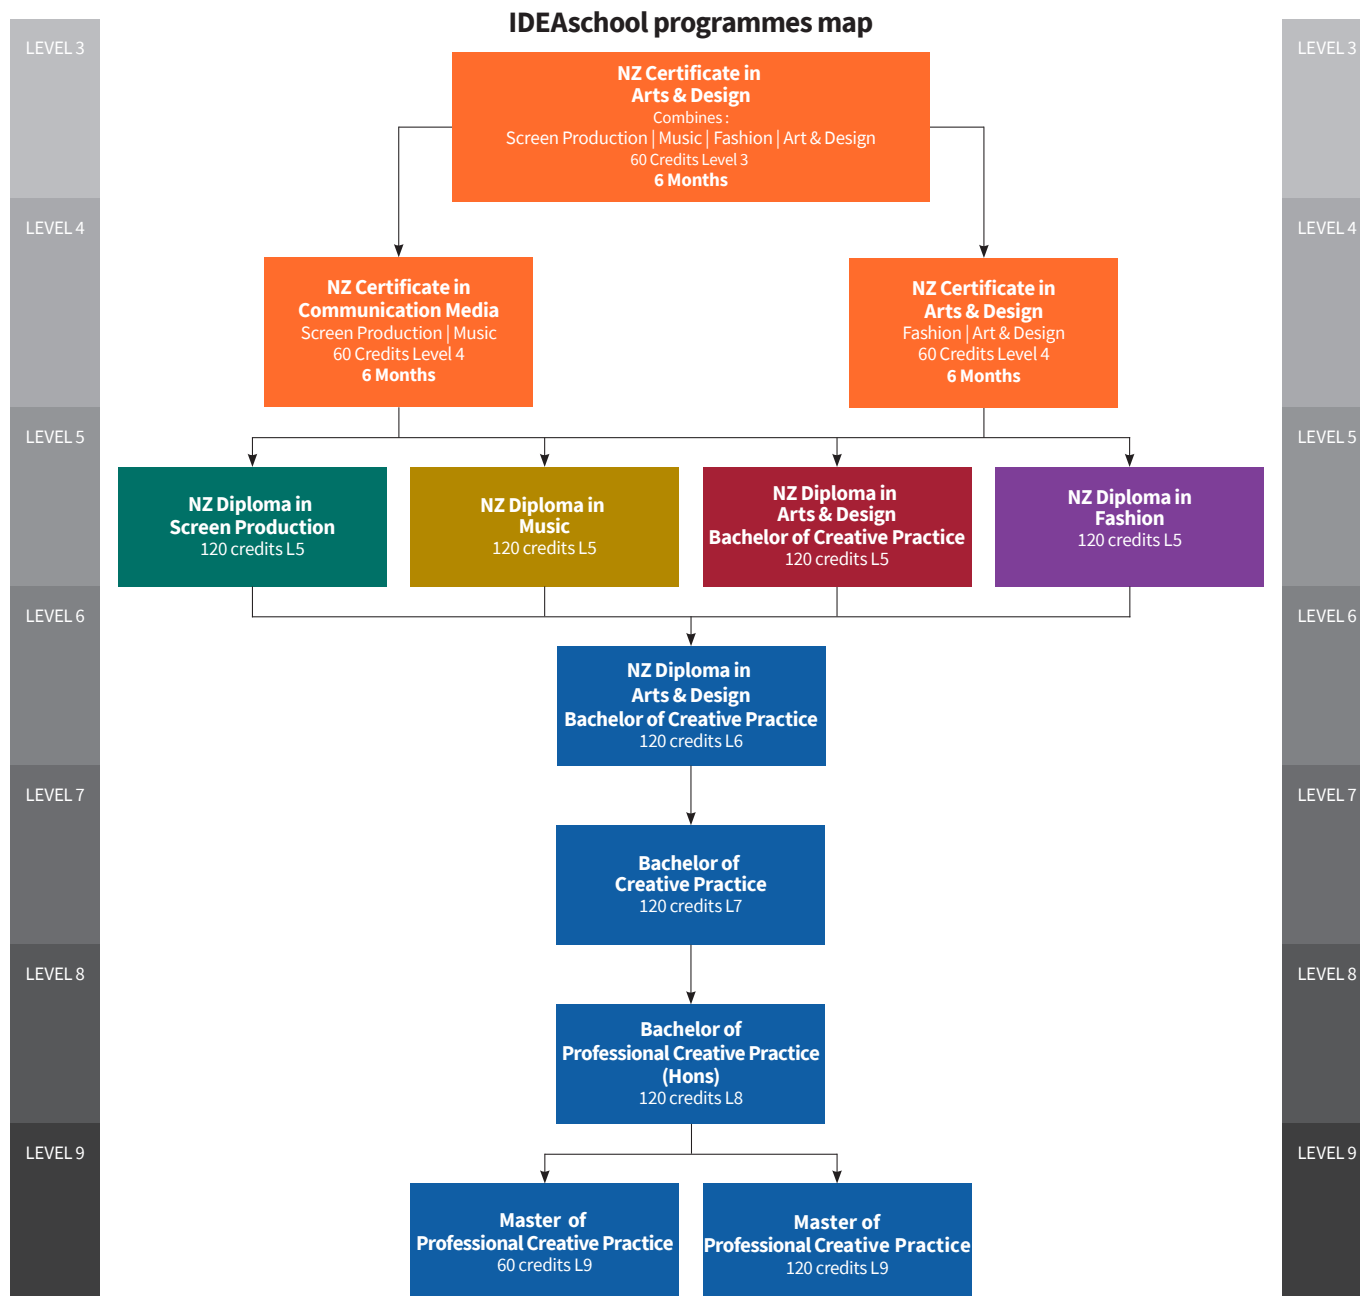 IDEAschool programmes map
LEVEL 3
LEVEL 3
NZ Certificate in
Arts & Design
Combines :
Screen Production | Music | Fashion | Art & Design
60 Credits Level 3
6 Months
LEVEL 4
LEVEL 4
NZ Certificate in
Communication Media
Screen Production | Music
60 Credits Level 4
6 Months
NZ Certificate in
Arts & Design
Fashion | Art & Design
60 Credits Level 4
6 Months
LEVEL 5
LEVEL 5
NZ Diploma in
Screen Production
120 credits L5
NZ Diploma in
Music
120 credits L5
NZ Diploma in
Arts & Design
Bachelor of Creative Practice
120 credits L5
NZ Diploma in
Fashion
120 credits L5
LEVEL 6
LEVEL 6
NZ Diploma in
Arts & Design
Bachelor of Creative Practice
120 credits L6
LEVEL 7
LEVEL 7
Bachelor of
Creative Practice
120 credits L7
LEVEL 8
LEVEL 8
Bachelor of
Professional Creative Practice
(Hons)
120 credits L8
LEVEL 9
LEVEL 9
Master of
Professional Creative Practice
60 credits L9
Master of
Professional Creative Practice
120 credits L9